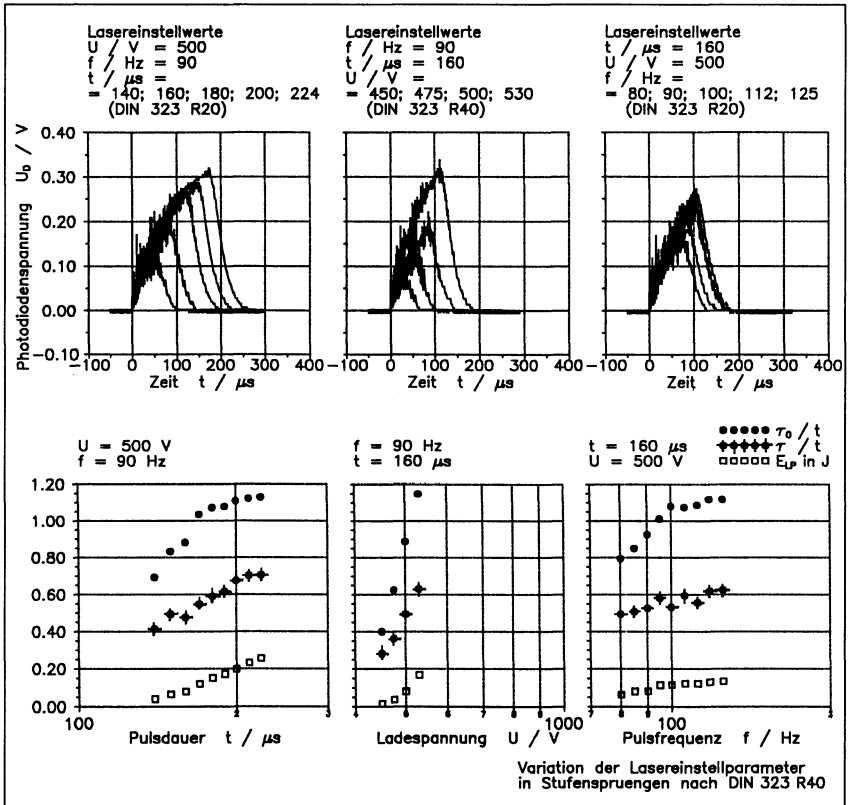 Lasereinstellwerte
U / V = 500
f / Hz = 90
t / µs =
= 140; 160; 180; 200; 224
(DIN 323 R20)
Lasereinstellwerte
f / Hz = 90
t / µs = 160
U / V =
= 450; 475; 500; 530
(DIN 323 R40)
Lasereinstellwerte
t / µs = 160
U / V = 500
f / Hz =
= 80; 90; 100; 112; 125
(DIN 323 R20)
Photodiodenspannung U_D / V
0.40
0.30
0.20
0.10
0.00
-0.10
-100 0 100 200 300 400
Zeit t / µs
-100 0 100 200 300 400
Zeit t / µs
-100 0 100 200 300 400
Zeit t / µs
U = 500 V
f = 90 Hz
f = 90 Hz
t = 160 µs
t = 160 µs
U = 500 V
τ₀ / t
τ / t
E_LP in J
1.20
1.00
0.80
0.60
0.40
0.20
0.00
100 2 3
Pulsdauer t / µs
4 5 6 7 8 9 1000
Ladespannung U / V
7 8 9 100 2
Pulsfrequenz f / Hz
Variation der Lasereinstellparameter
in Stufenspruengen nach DIN 323 R40